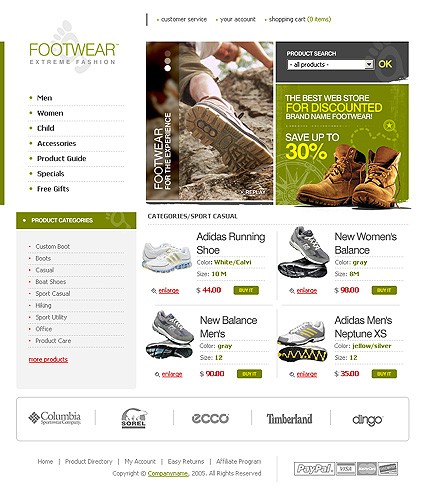 customer service
your account
shopping cart (0 items)
FOOTWEAR
EXTREME FASHION
Men
Women
Child
Accessories
Product Guide
Specials
Free Gifts
FOOTWEAR
FOR THE EXPERIENCE
REPLAY
PRODUCT SEARCH
- all products -
OK
THE BEST WEB STORE
FOR DISCOUNTED
BRAND NAME FOOTWEAR!
SAVE UP TO
30%
PRODUCT CATEGORIES
Custom Boot
Boots
Casual
Boat Shoes
Sport Casual
Hiking
Sport Utility
Office
Product Care
more products
CATEGORIES/SPORT CASUAL
Adidas Running
Shoe
Color: White/Calvi
Size: 10 M
enlarge
$ 44.00
BUY IT
New Women's
Balance
Color: gray
Size: 8M
enlarge
$ 90.00
BUY IT
New Balance
Men's
Color: gray
Size: 12
enlarge
$ 90.00
BUY IT
Adidas Men's
Neptune XS
Color: jellow/silver
Size: 12
enlarge
$ 35.00
BUY IT
Columbia
Sportswear Company
SOREL
ecco
Timberland
dingo
Home | Product Directory | My Account | Easy Returns | Affiliate Program
Copyright © Companyname, 2005. All Rights Reserved
PayPal
VISA